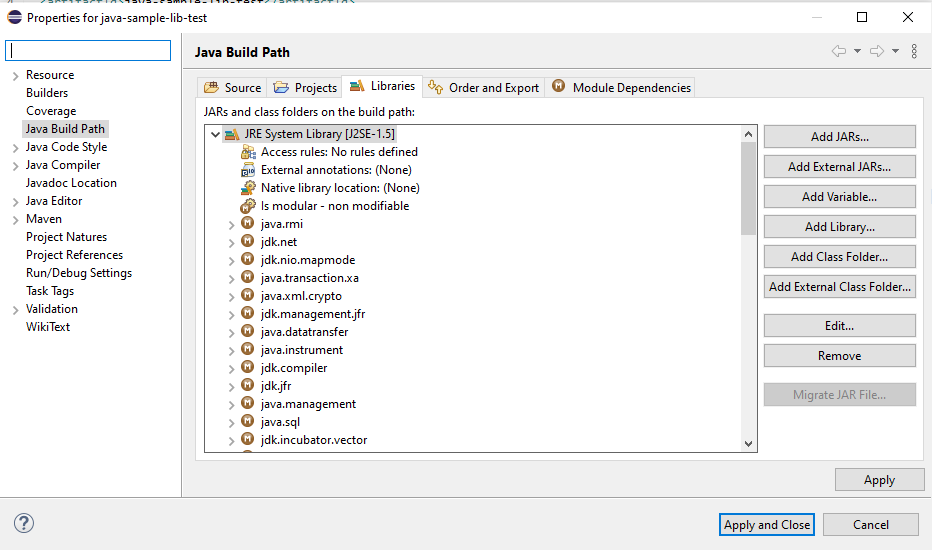 <artifactId>java-sample-lib-test</artifactId>
Properties for java-sample-lib-test
Java Build Path
Resource
Builders
Coverage
Java Build Path
Java Code Style
Java Compiler
Javadoc Location
Java Editor
Maven
Project Natures
Project References
Run/Debug Settings
Task Tags
Validation
WikiText
Source
Projects
Libraries
Order and Export
Module Dependencies
JARs and class folders on the build path:
JRE System Library [J2SE-1.5]
Access rules: No rules defined
External annotations: (None)
Native library location: (None)
Is modular - non modifiable
java.rmi
jdk.net
jdk.nio.mapmode
java.transaction.xa
java.xml.crypto
jdk.management.jfr
java.datatransfer
java.instrument
jdk.compiler
jdk.jfr
java.management
java.sql
jdk.incubator.vector
Add JARs...
Add External JARs...
Add Variable...
Add Library...
Add Class Folder...
Add External Class Folder...
Edit...
Remove
Migrate JAR File...
Apply
?
Apply and Close
Cancel